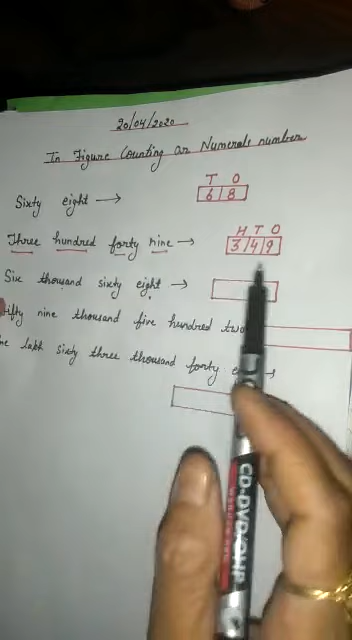 20/04/2020
In Figure Counting or Numerals number
T O
Sixty eight → 6 8
H T O
Three hundred forty nine → 3 4 9
Six thousand sixty eight →
fifty nine thousand five hundred two
lakh sixty three thousand forty
CD-DVD/OHP